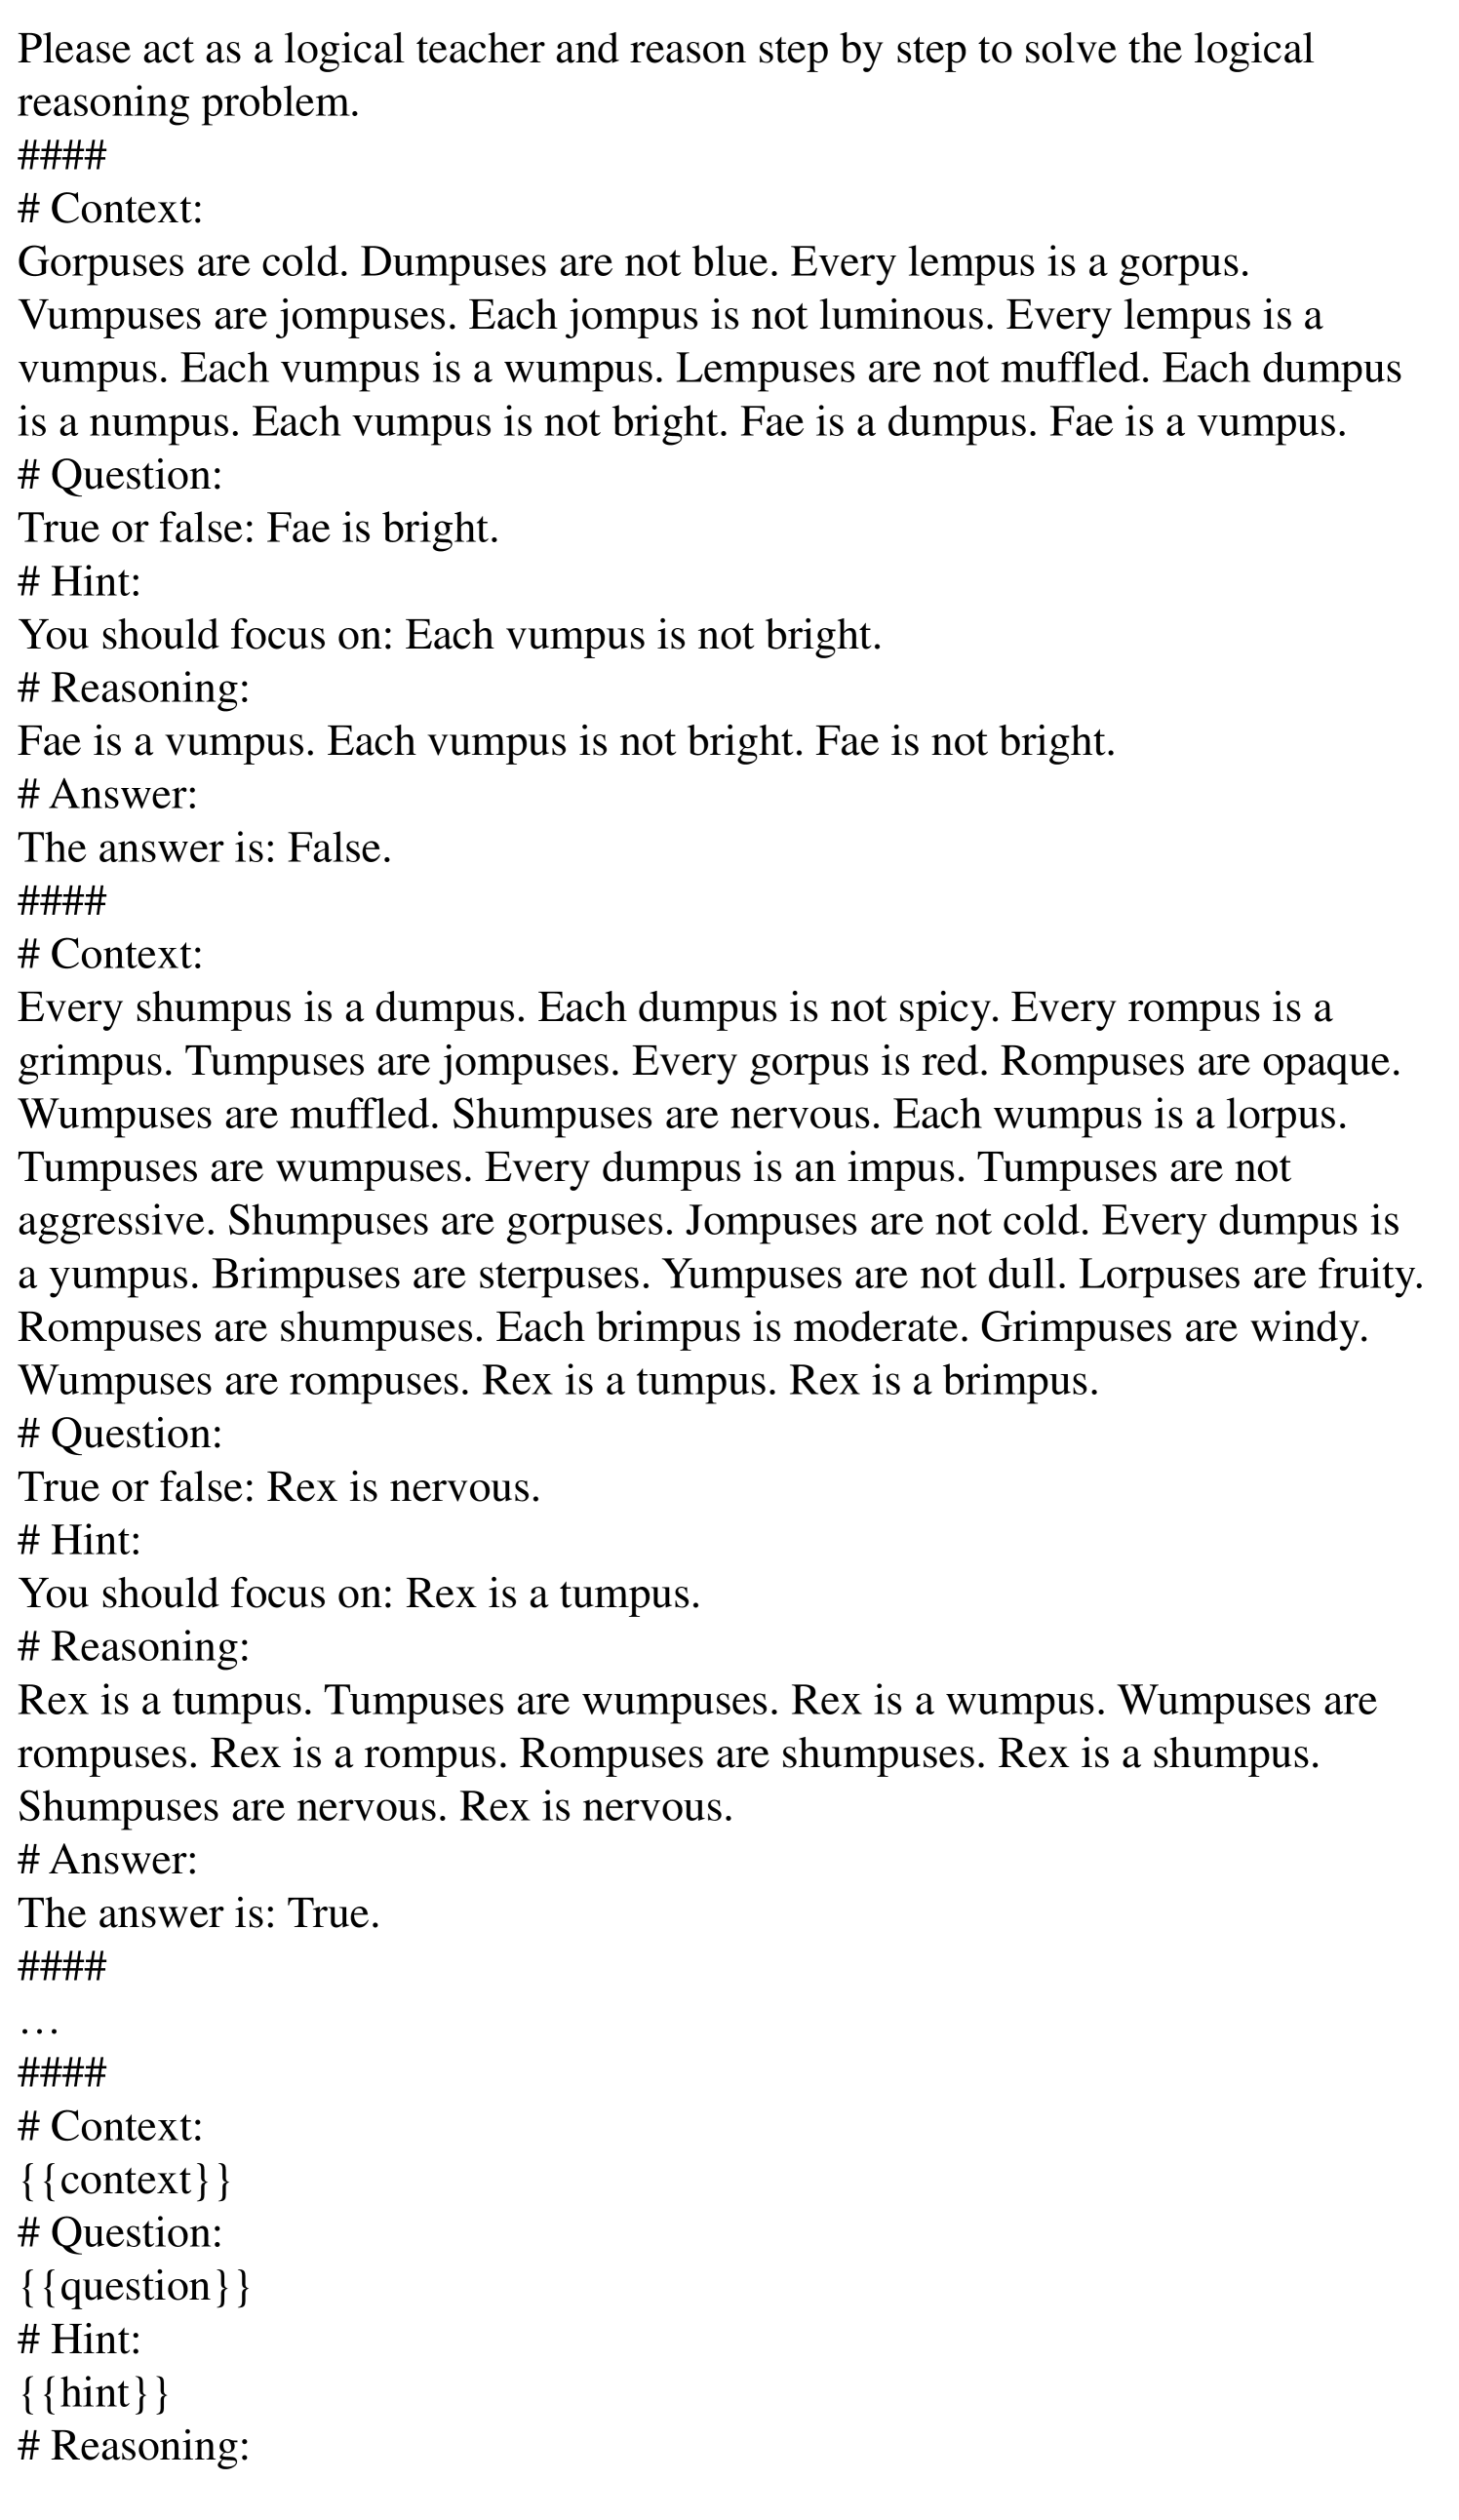 Please act as a logical teacher and reason step by step to solve the logical
reasoning problem.
####
# Context:
Gorpuses are cold. Dumpuses are not blue. Every lempus is a gorpus.
Vumpuses are jompuses. Each jompus is not luminous. Every lempus is a
vumpus. Each vumpus is a wumpus. Lempuses are not muffled. Each dumpus
is a numpus. Each vumpus is not bright. Fae is a dumpus. Fae is a vumpus.
# Question:
True or false: Fae is bright.
# Hint:
You should focus on: Each vumpus is not bright.
# Reasoning:
Fae is a vumpus. Each vumpus is not bright. Fae is not bright.
# Answer:
The answer is: False.
####
# Context:
Every shumpus is a dumpus. Each dumpus is not spicy. Every rompus is a
grimpus. Tumpuses are jompuses. Every gorpus is red. Rompuses are opaque.
Wumpuses are muffled. Shumpuses are nervous. Each wumpus is a lorpus.
Tumpuses are wumpuses. Every dumpus is an impus. Tumpuses are not
aggressive. Shumpuses are gorpuses. Jompuses are not cold. Every dumpus is
a yumpus. Brimpuses are sterpuses. Yumpuses are not dull. Lorpuses are fruity.
Rompuses are shumpuses. Each brimpus is moderate. Grimpuses are windy.
Wumpuses are rompuses. Rex is a tumpus. Rex is a brimpus.
# Question:
True or false: Rex is nervous.
# Hint:
You should focus on: Rex is a tumpus.
# Reasoning:
Rex is a tumpus. Tumpuses are wumpuses. Rex is a wumpus. Wumpuses are
rompuses. Rex is a rompus. Rompuses are shumpuses. Rex is a shumpus.
Shumpuses are nervous. Rex is nervous.
# Answer:
The answer is: True.
####
…
####
# Context:
{{context}}
# Question:
{{question}}
# Hint:
{{hint}}
# Reasoning: